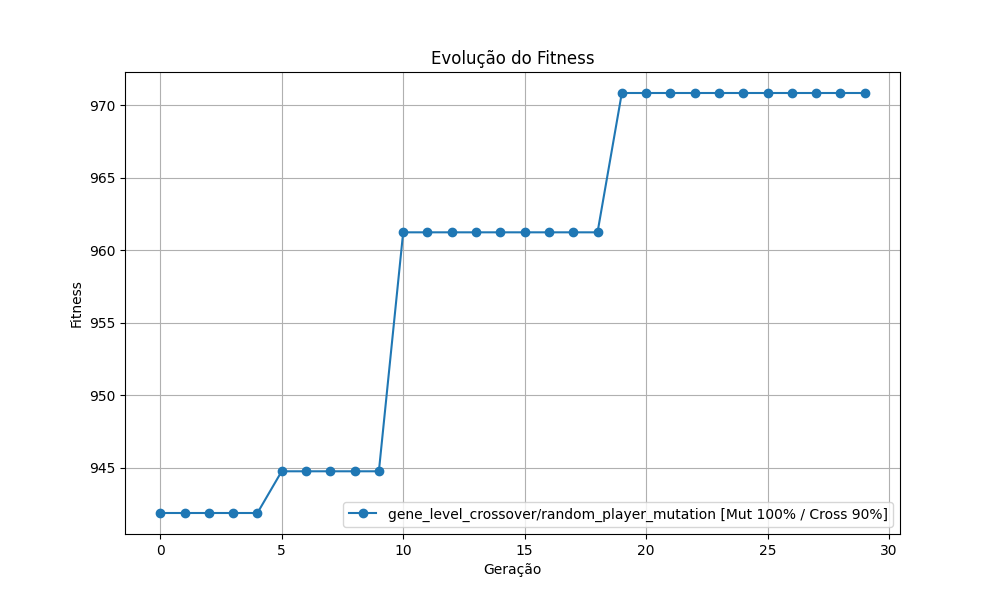 Evolução do Fitness
Fitness
970
965
960
955
950
945
gene_level_crossover/random_player_mutation [Mut 100% / Cross 90%]
0 5 10 15 20 25 30
Geração